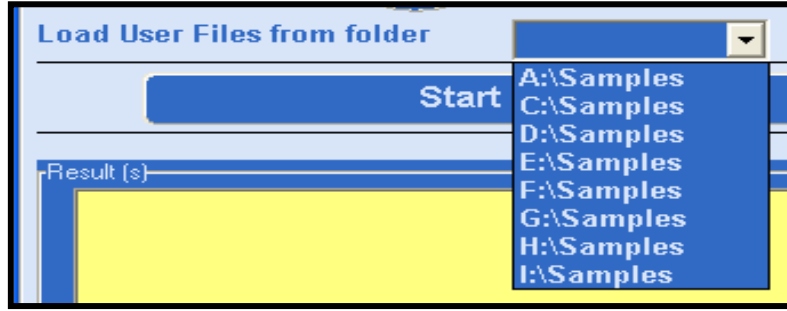 Load User Files from folder
Start
A:\Samples
C:\Samples
D:\Samples
E:\Samples
F:\Samples
G:\Samples
H:\Samples
I:\Samples
Result (s)